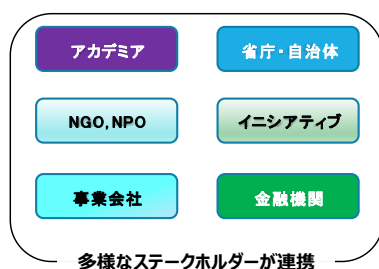 アカデミア
省庁・自治体
NGO,NPO
イニシアティブ
事業会社
金融機関
多様なステークホルダーが連携